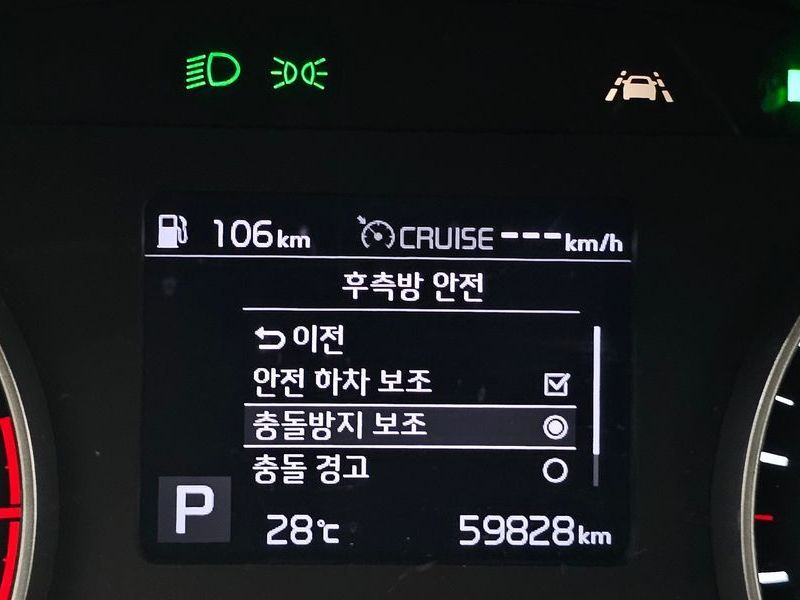 106km CRUISE ---km/h
후측방 안전
이전
안전 하차 보조
충돌방지 보조
충돌 경고
P 28℃ 59828km